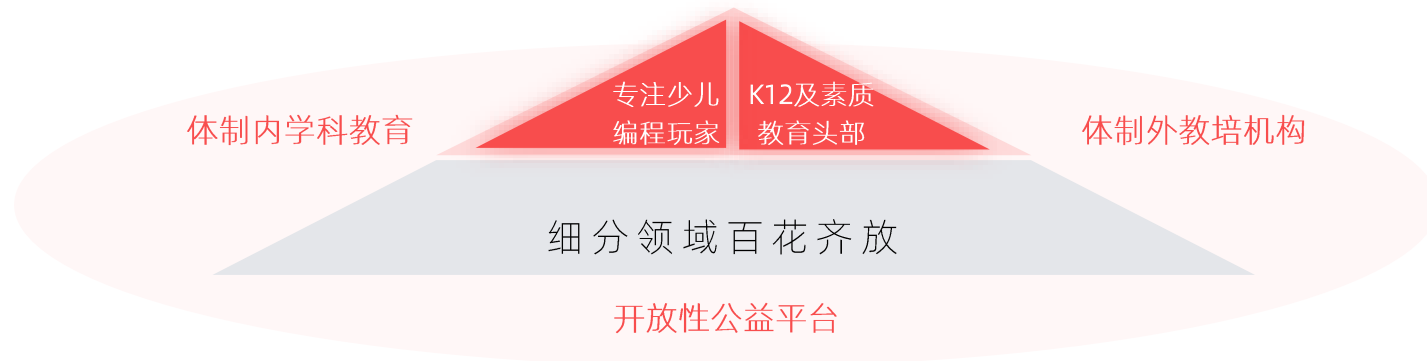 专注少儿
编程玩家
K12及素质
教育头部
体制内学科教育
体制外教培机构
细分领域百花齐放
开放性公益平台